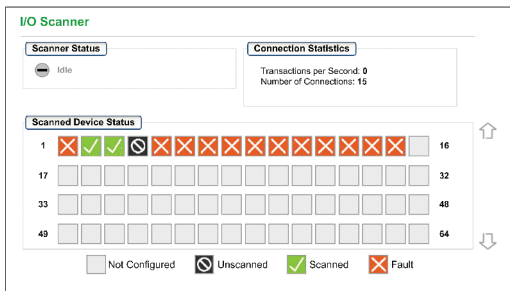 I/O Scanner
Scanner Status
Idle
Connection Statistics
Transactions per Second: 0
Number of Connections: 15
Scanned Device Status
1 16
17 32
33 48
49 64
Not Configured Unscanned Scanned Fault